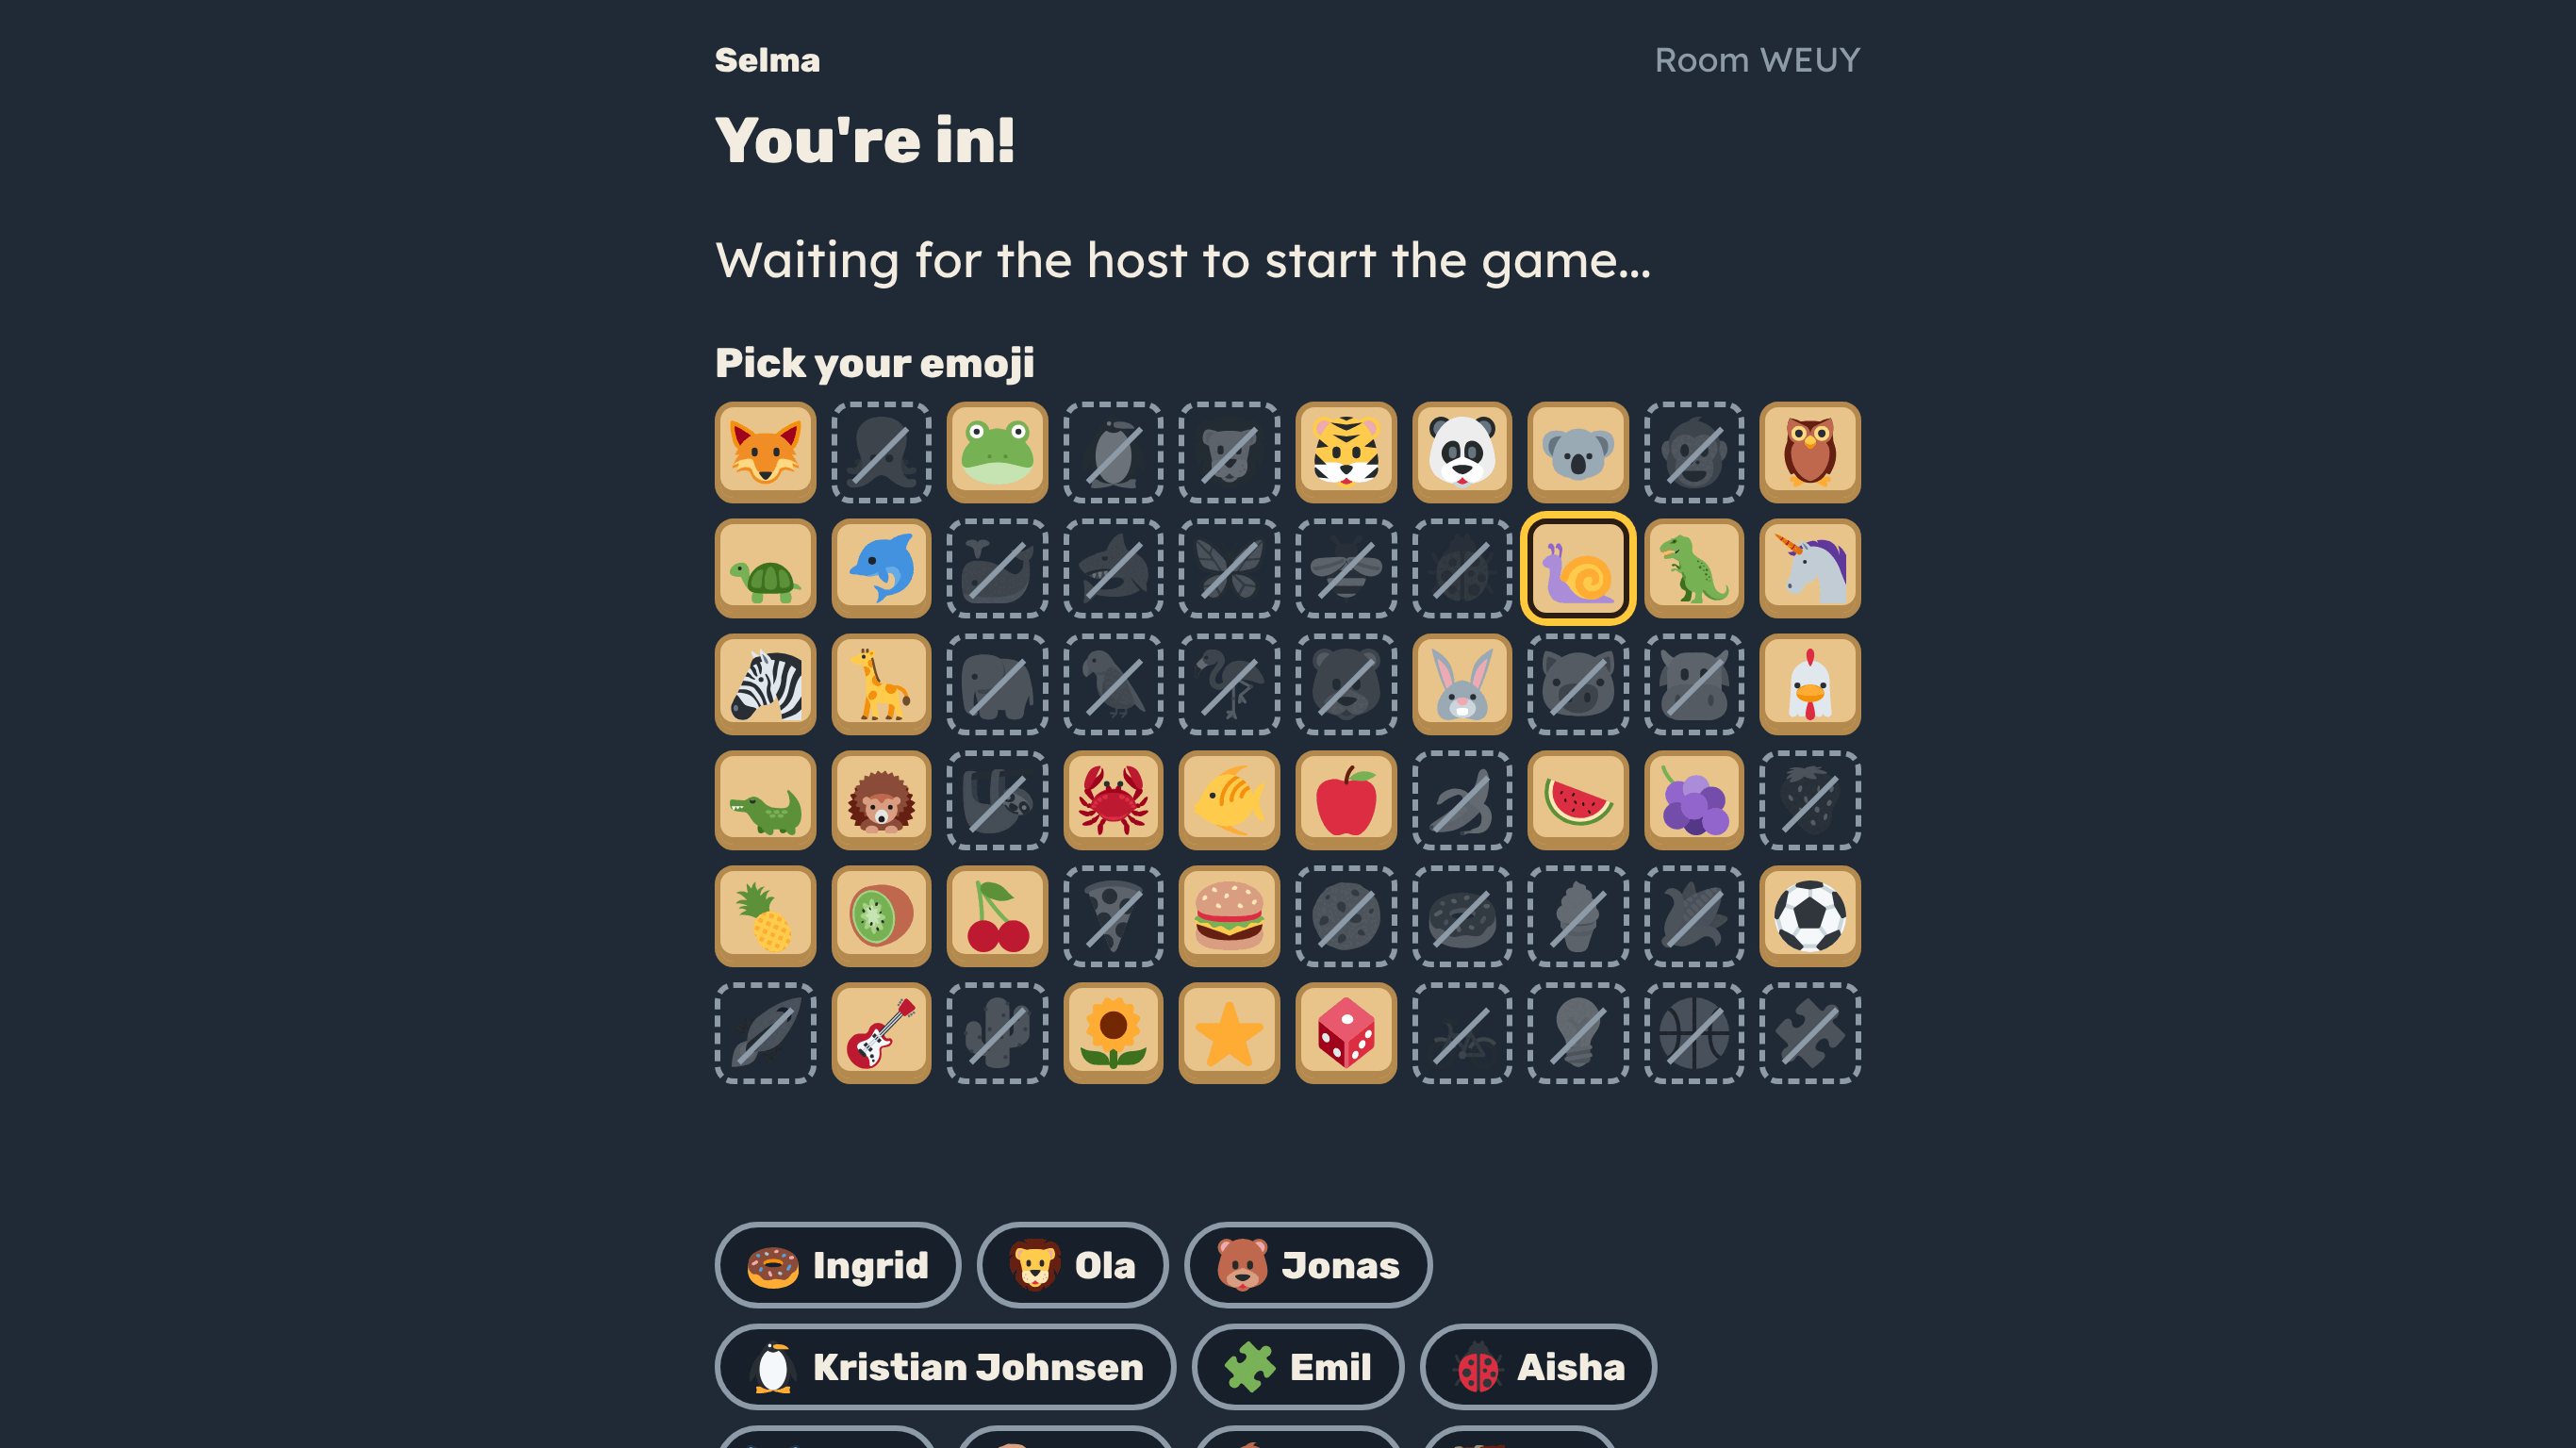 Selma
Room WEUY
You're in!
Waiting for the host to start the game...
Pick your emoji
Ingrid
Ola
Jonas
Kristian Johnsen
Emil
Aisha